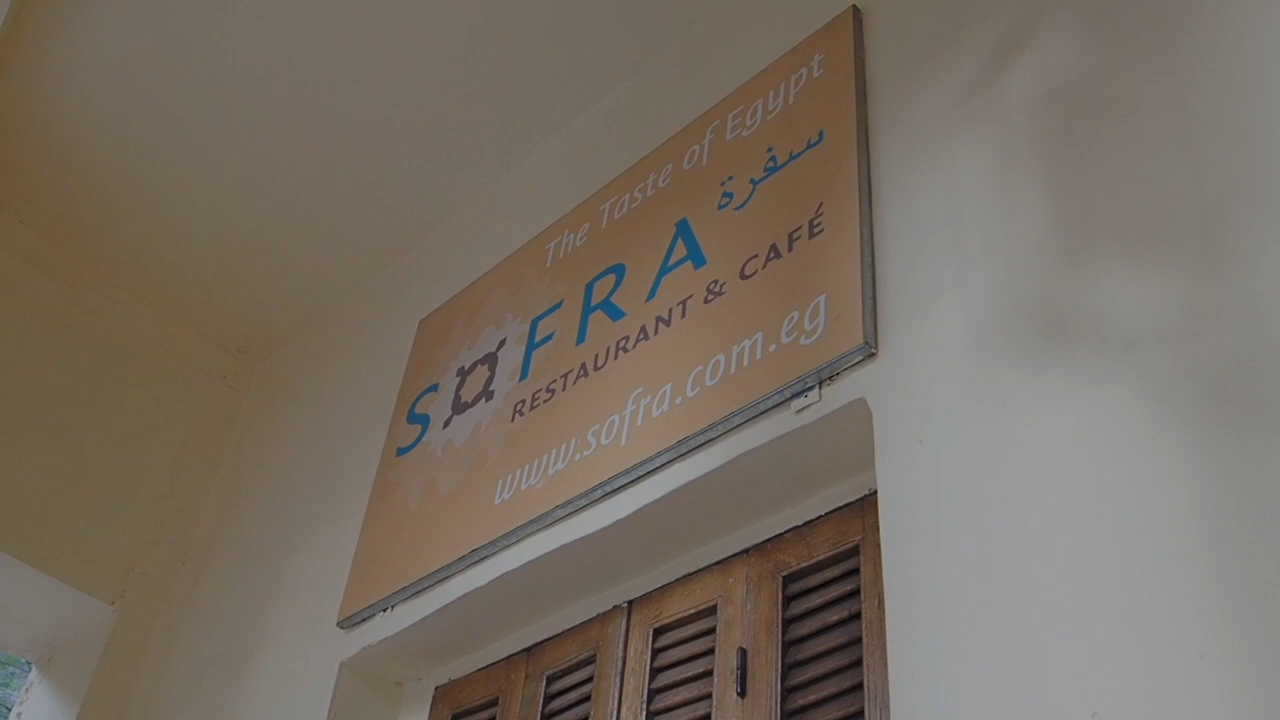 The Taste of Egypt
سفرة
SOFRA
RESTAURANT & CAFÉ
www.sofra.com.eg